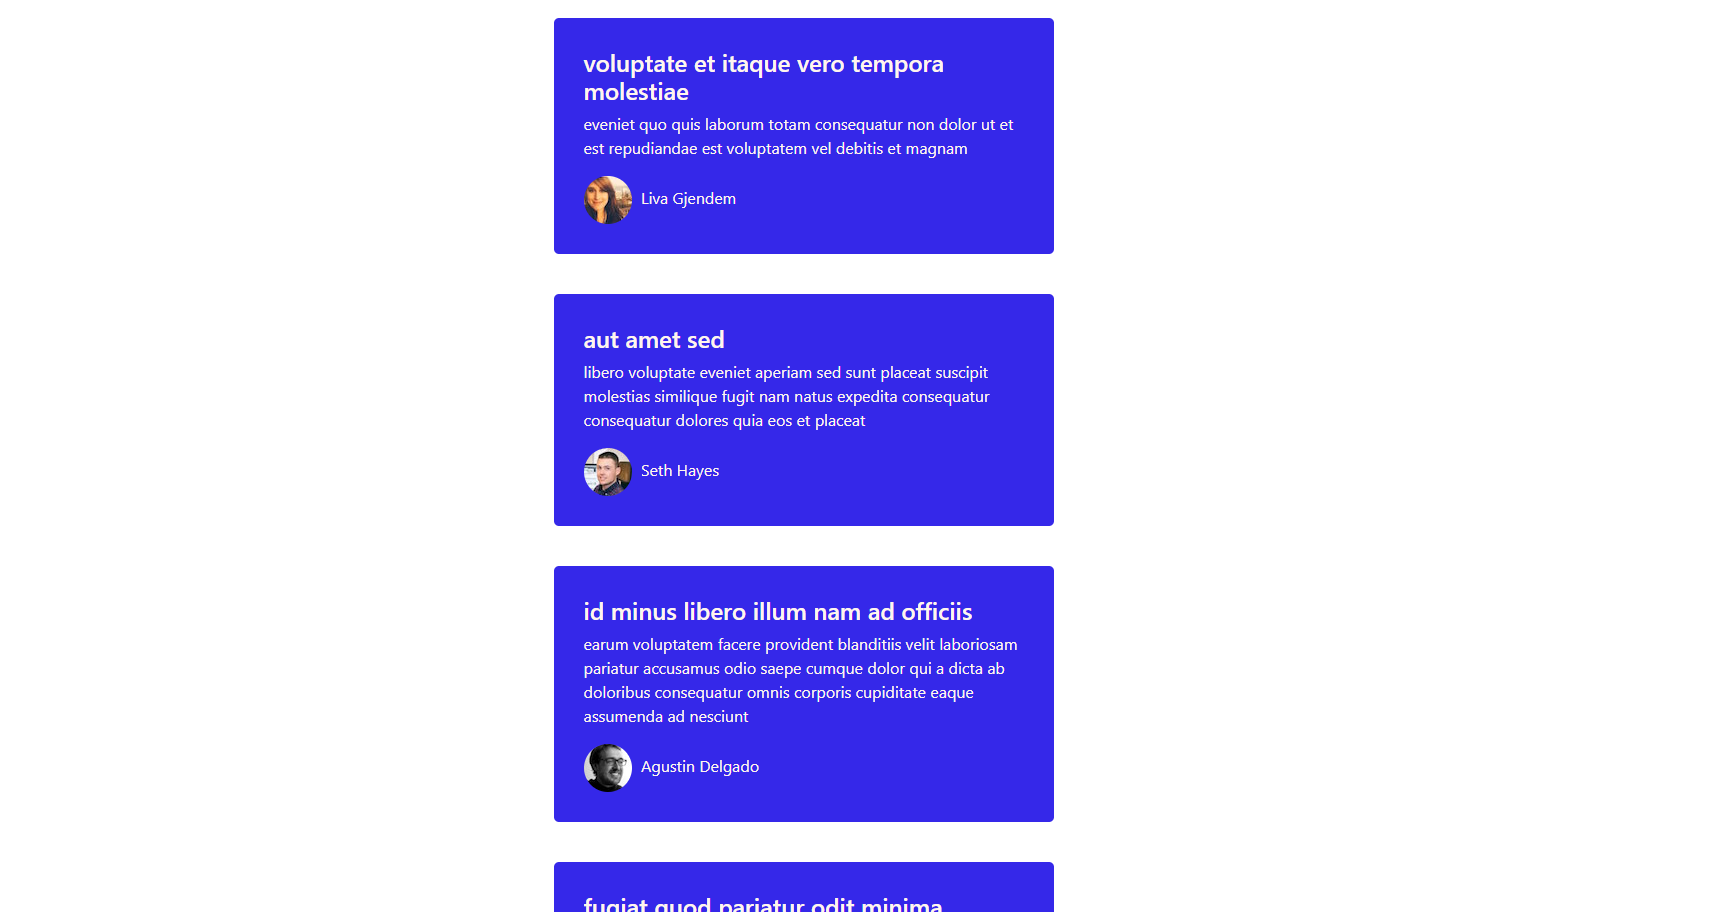 voluptate et itaque vero tempora
molestiae
eveniet quo quis laborum totam consequatur non dolor ut et
est repudiandae est voluptatem vel debitis et magnam
Liva Gjendem
aut amet sed
libero voluptate eveniet aperiam sed sunt placeat suscipit
molestias similique fugit nam natus expedita consequatur
consequatur dolores quia eos et placeat
Seth Hayes
id minus libero illum nam ad officiis
earum voluptatem facere provident blanditiis velit laboriosam
pariatur accusamus odio saepe cumque dolor qui a dicta ab
doloribus consequatur omnis corporis cupiditate eaque
assumenda ad nesciunt
Agustin Delgado
fugiat quod pariatur odit minima